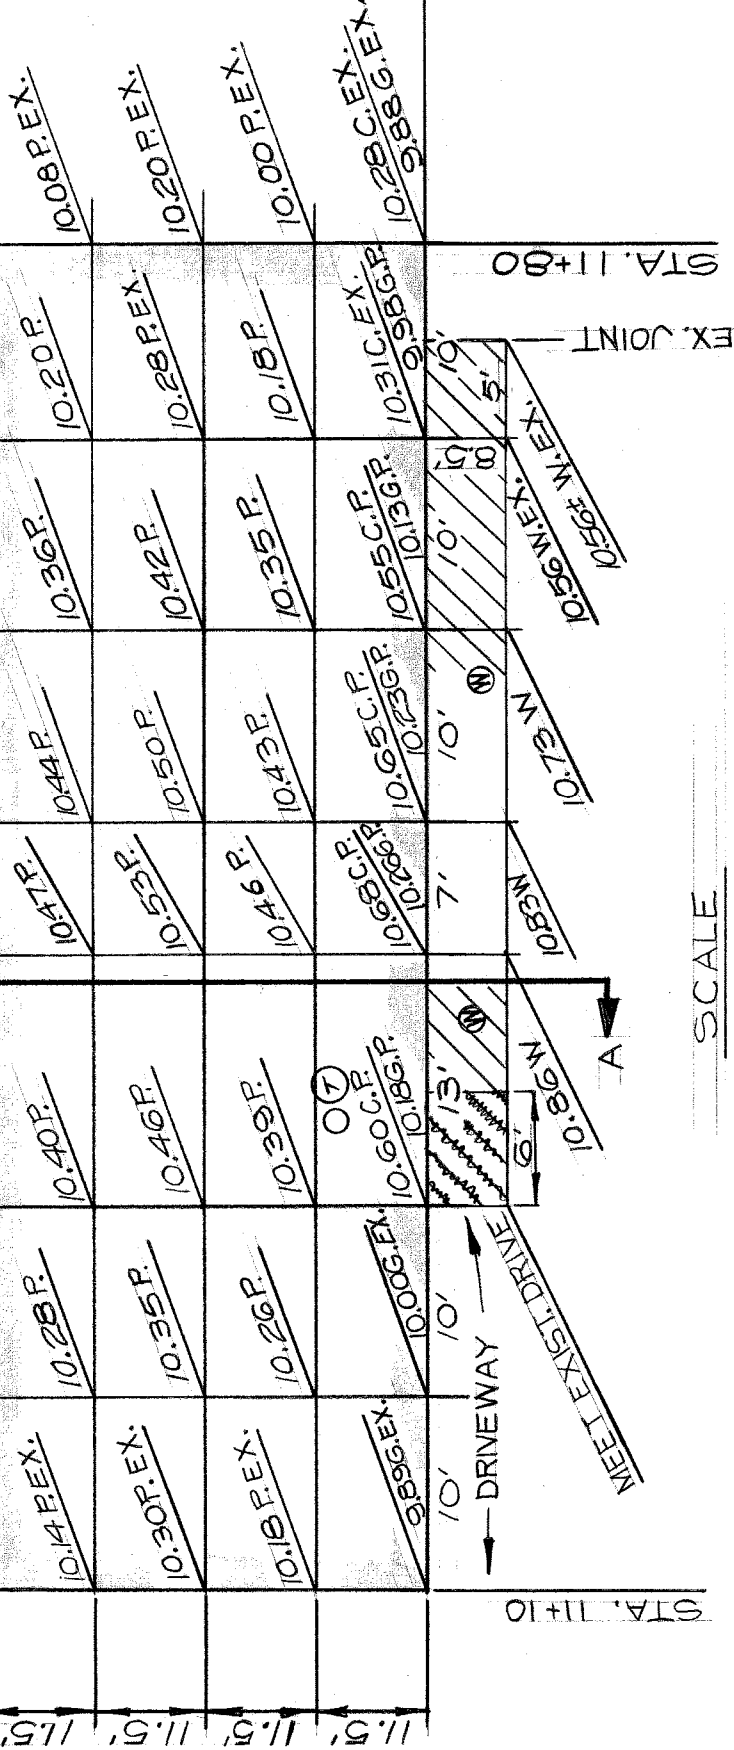 10.08 P.EX.
10.20 P.EX.
10.00 P.EX.
10.28 C.EX.
9.88 G.EX.
STA. 11+80
10.20 P.
10.28 P.EX.
10.18 P.
10.31 C.EX.
9.98 G.P.
10'
5'
EX. JOINT
8.5'
10.56± W.EX.
10.36 P.
10.42 P.
10.35 P.
10.55 C.P.
10.13 G.P.
10'
10.56 W.EX.
10.44 P.
10.50 P.
10.43 P.
10.65 C.P.
10.23 G.P.
10'
W
10.73 W
10.47 P.
10.53 P.
10.46 P.
10.68 C.P.
10.26 G.P.
7'
10.83 W
SCALE
A
10.40 P.
10.46 P.
10.39 P.
T
10.60 C.P.
10.18 G.P.
13'
W
6'
10.86 W
10.28 P.
10.35 P.
10.26 P.
10.00 G.EX.
10'
DRIVEWAY
MEET EXIST. DRIVE
10.14 P.EX.
10.30 P.EX.
10.18 P.EX.
9.89 G.EX.
10'
STA. 11+10
11.5'
11.5'
11.5'
11.5'